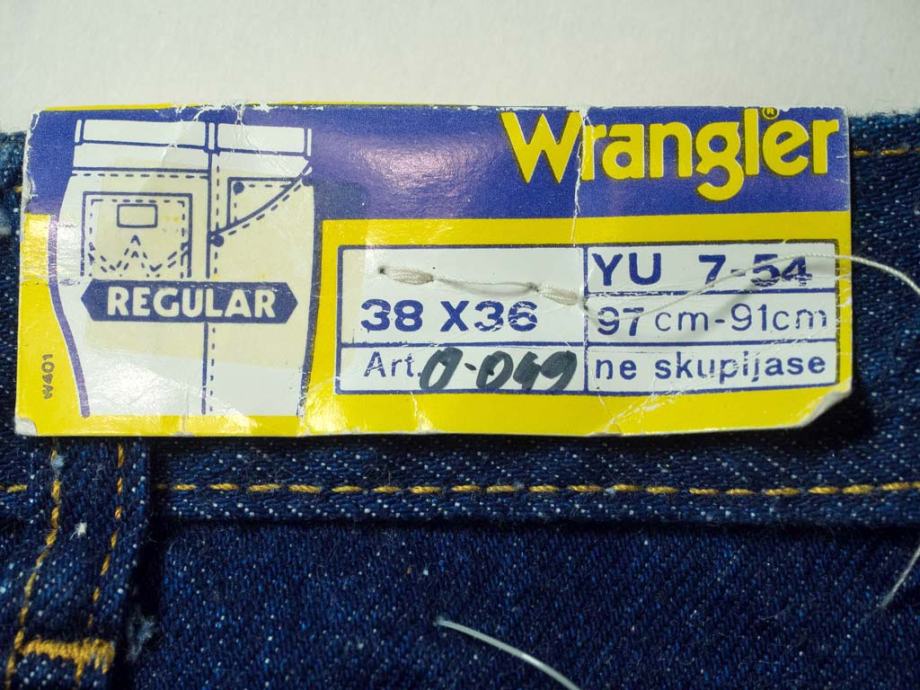 Wrangler®
REGULAR
YU 7-54
38 X36
97 cm-91cm
Art. 0-049
ne skupljase
W401